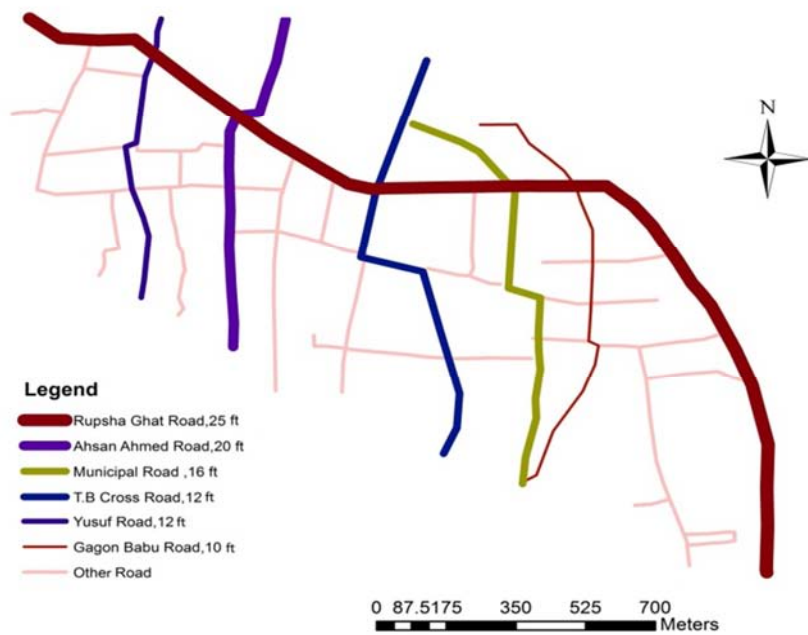 N
Legend
Rupsha Ghat Road,25 ft
Ahsan Ahmed Road,20 ft
Municipal Road ,16 ft
T.B Cross Road,12 ft
Yusuf Road,12 ft
Gagon Babu Road,10 ft
Other Road
0 87.5175 350 525 700
Meters